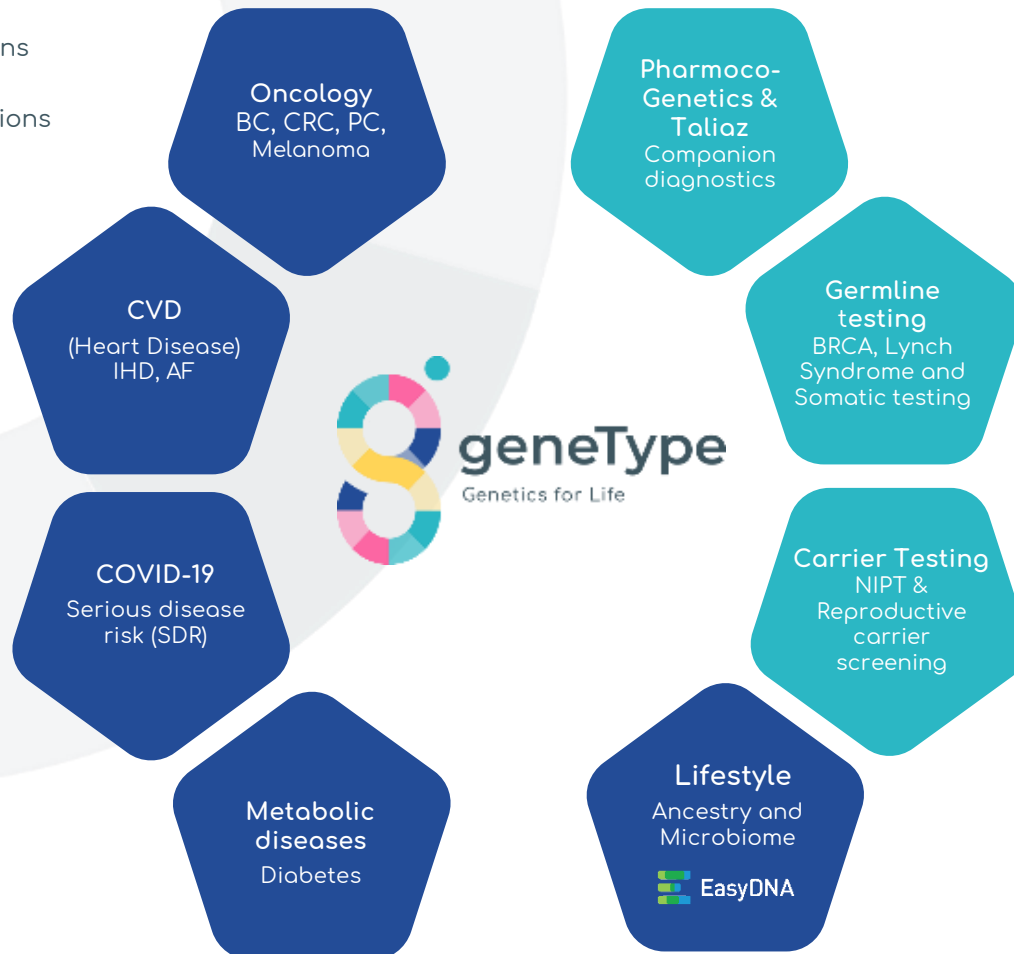 ns
ions
Oncology
BC, CRC, PC,
Melanoma
Pharmoco-
Genetics &
Taliaz
Companion
diagnostics
CVD
(Heart Disease)
IHD, AF
Germline
testing
BRCA, Lynch
Syndrome and
Somatic testing
geneType
Genetics for Life
COVID-19
Serious disease
risk (SDR)
Carrier Testing
NIPT &
Reproductive
carrier
screening
Metabolic
diseases
Diabetes
Lifestyle
Ancestry and
Microbiome
EasyDNA